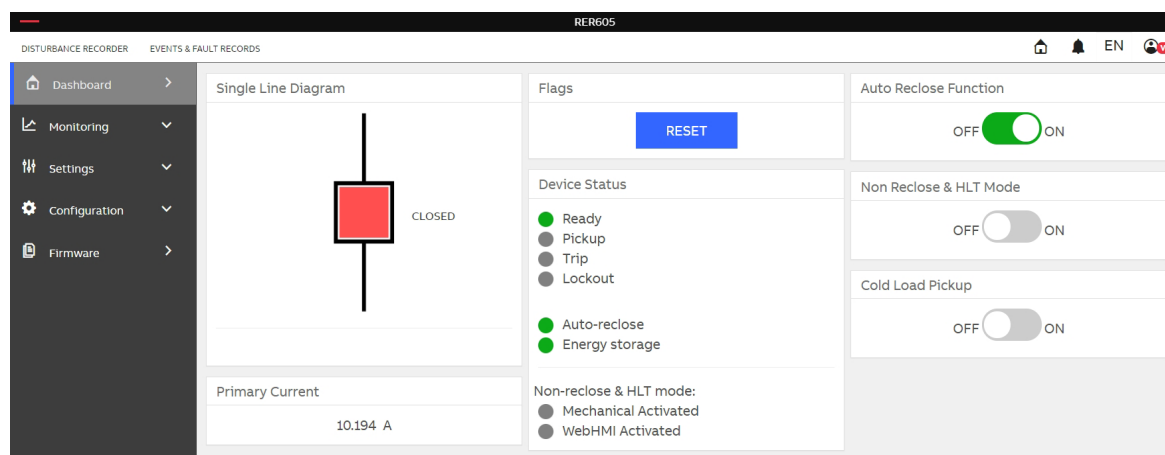 RER605
DISTURBANCE RECORDER EVENTS & FAULT RECORDS EN
Dashboard
Monitoring
Settings
Configuration
Firmware
Single Line Diagram
CLOSED
Primary Current
10.194 A
Flags
RESET
Device Status
Ready
Pickup
Trip
Lockout
Auto-reclose
Energy storage
Non-reclose & HLT mode:
Mechanical Activated
WebHMI Activated
Auto Reclose Function
OFF ON
Non Reclose & HLT Mode
OFF ON
Cold Load Pickup
OFF ON